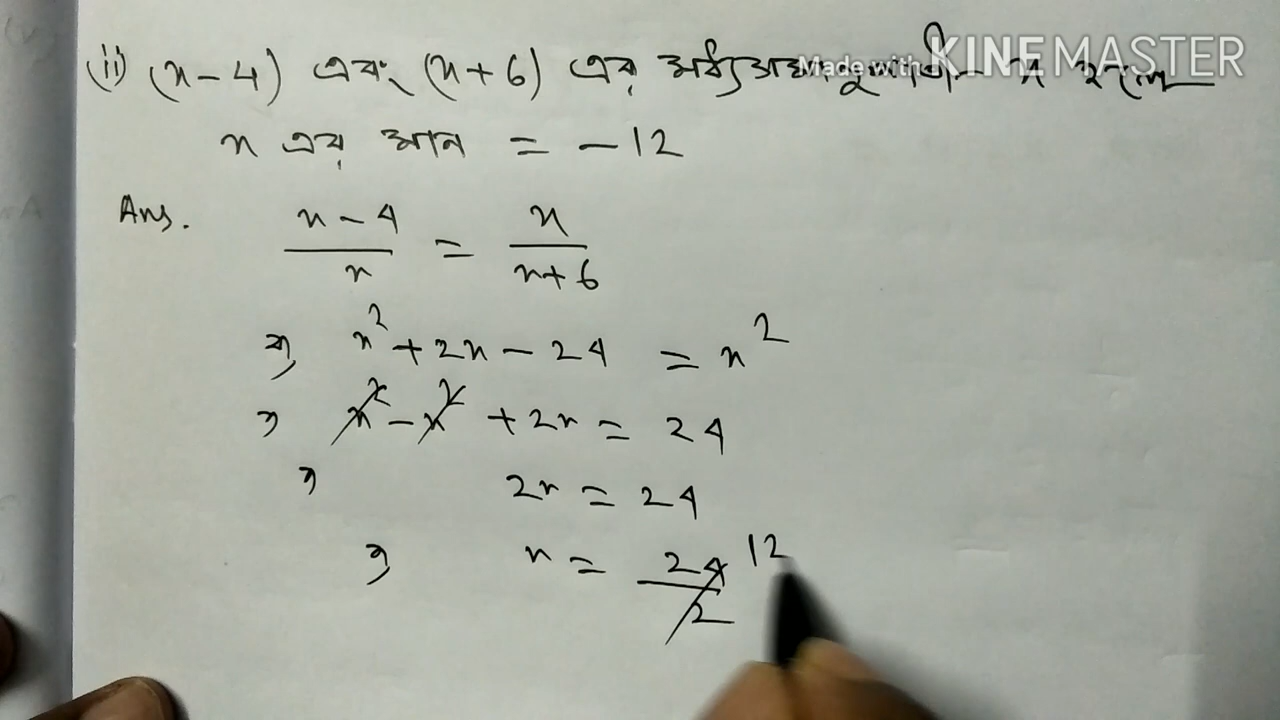 (ii) (x-4) এবং (x+6) এর মধ্যসমানুপাতী x হলে
Made with KINEMASTER
x এর মান = -12
Ans. x-4/x = x/x+6
বা, x² + 2x - 24 = x²
বা, x² - x² + 2x = 24
বা, 2x = 24
বা, x = 24/2 12